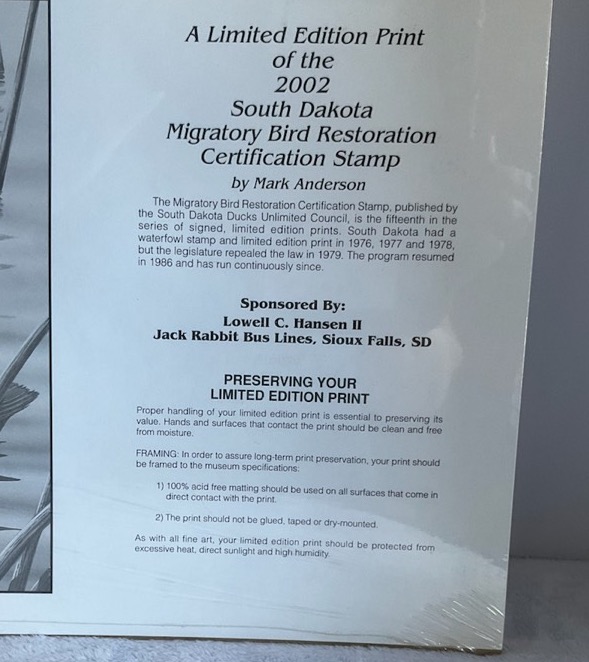 A Limited Edition Print
of the
2002
South Dakota
Migratory Bird Restoration
Certification Stamp
by Mark Anderson
The Migratory Bird Restoration Certification Stamp, published by
the South Dakota Ducks Unlimited Council, is the fifteenth in the
series of signed, limited edition prints. South Dakota had a
waterfowl stamp and limited edition print in 1976, 1977 and 1978,
but the legislature repealed the law in 1979. The program resumed
in 1986 and has run continuously since.
Sponsored By:
Lowell C. Hansen II
Jack Rabbit Bus Lines, Sioux Falls, SD
PRESERVING YOUR
LIMITED EDITION PRINT
Proper handling of your limited edition print is essential to preserving its
value. Hands and surfaces that contact the print should be clean and free
from moisture.
FRAMING: In order to assure long-term print preservation, your print should
be framed to the museum specifications:
1) 100% acid free matting should be used on all surfaces that come in
direct contact with the print.
2) The print should not be glued, taped or dry-mounted.
As with all fine art, your limited edition print should be protected from
excessive heat, direct sunlight and high humidity.